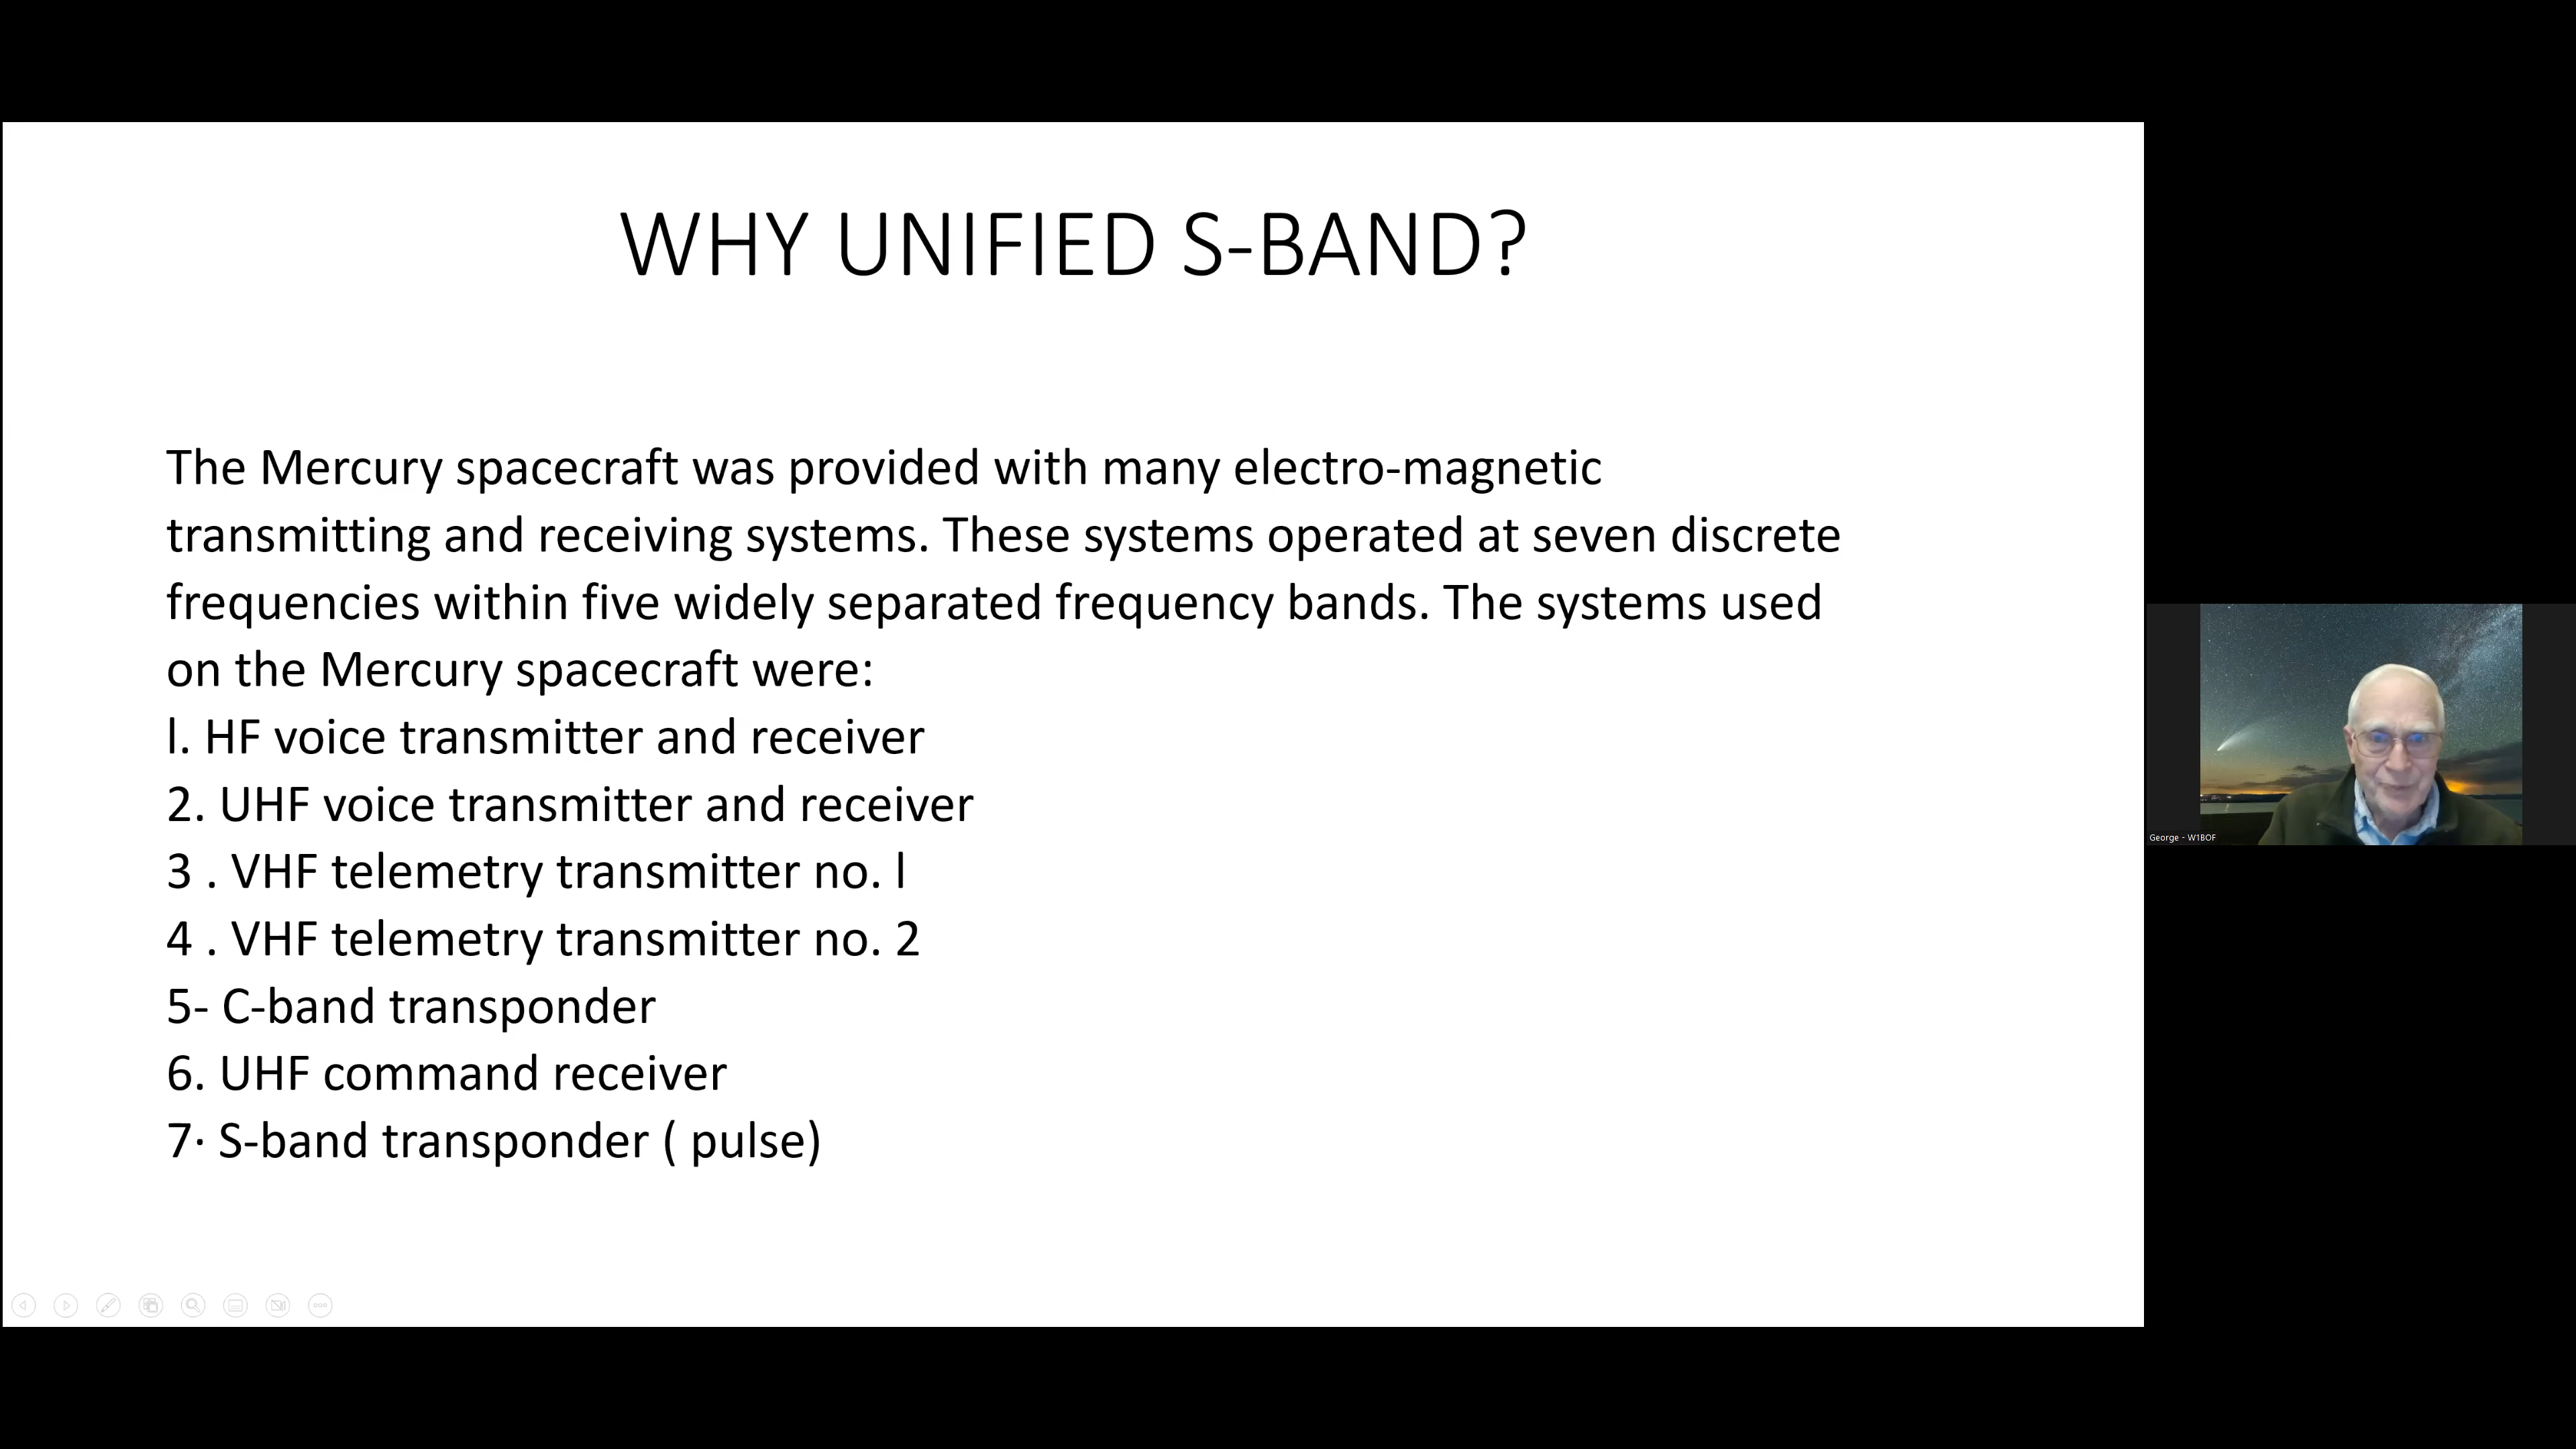 WHY UNIFIED S-BAND?
The Mercury spacecraft was provided with many electro-magnetic
transmitting and receiving systems. These systems operated at seven discrete
frequencies within five widely separated frequency bands. The systems used
on the Mercury spacecraft were:
l. HF voice transmitter and receiver
2. UHF voice transmitter and receiver
3 . VHF telemetry transmitter no. l
4 . VHF telemetry transmitter no. 2
5- C-band transponder
6. UHF command receiver
7· S-band transponder ( pulse)
George - W1BOF